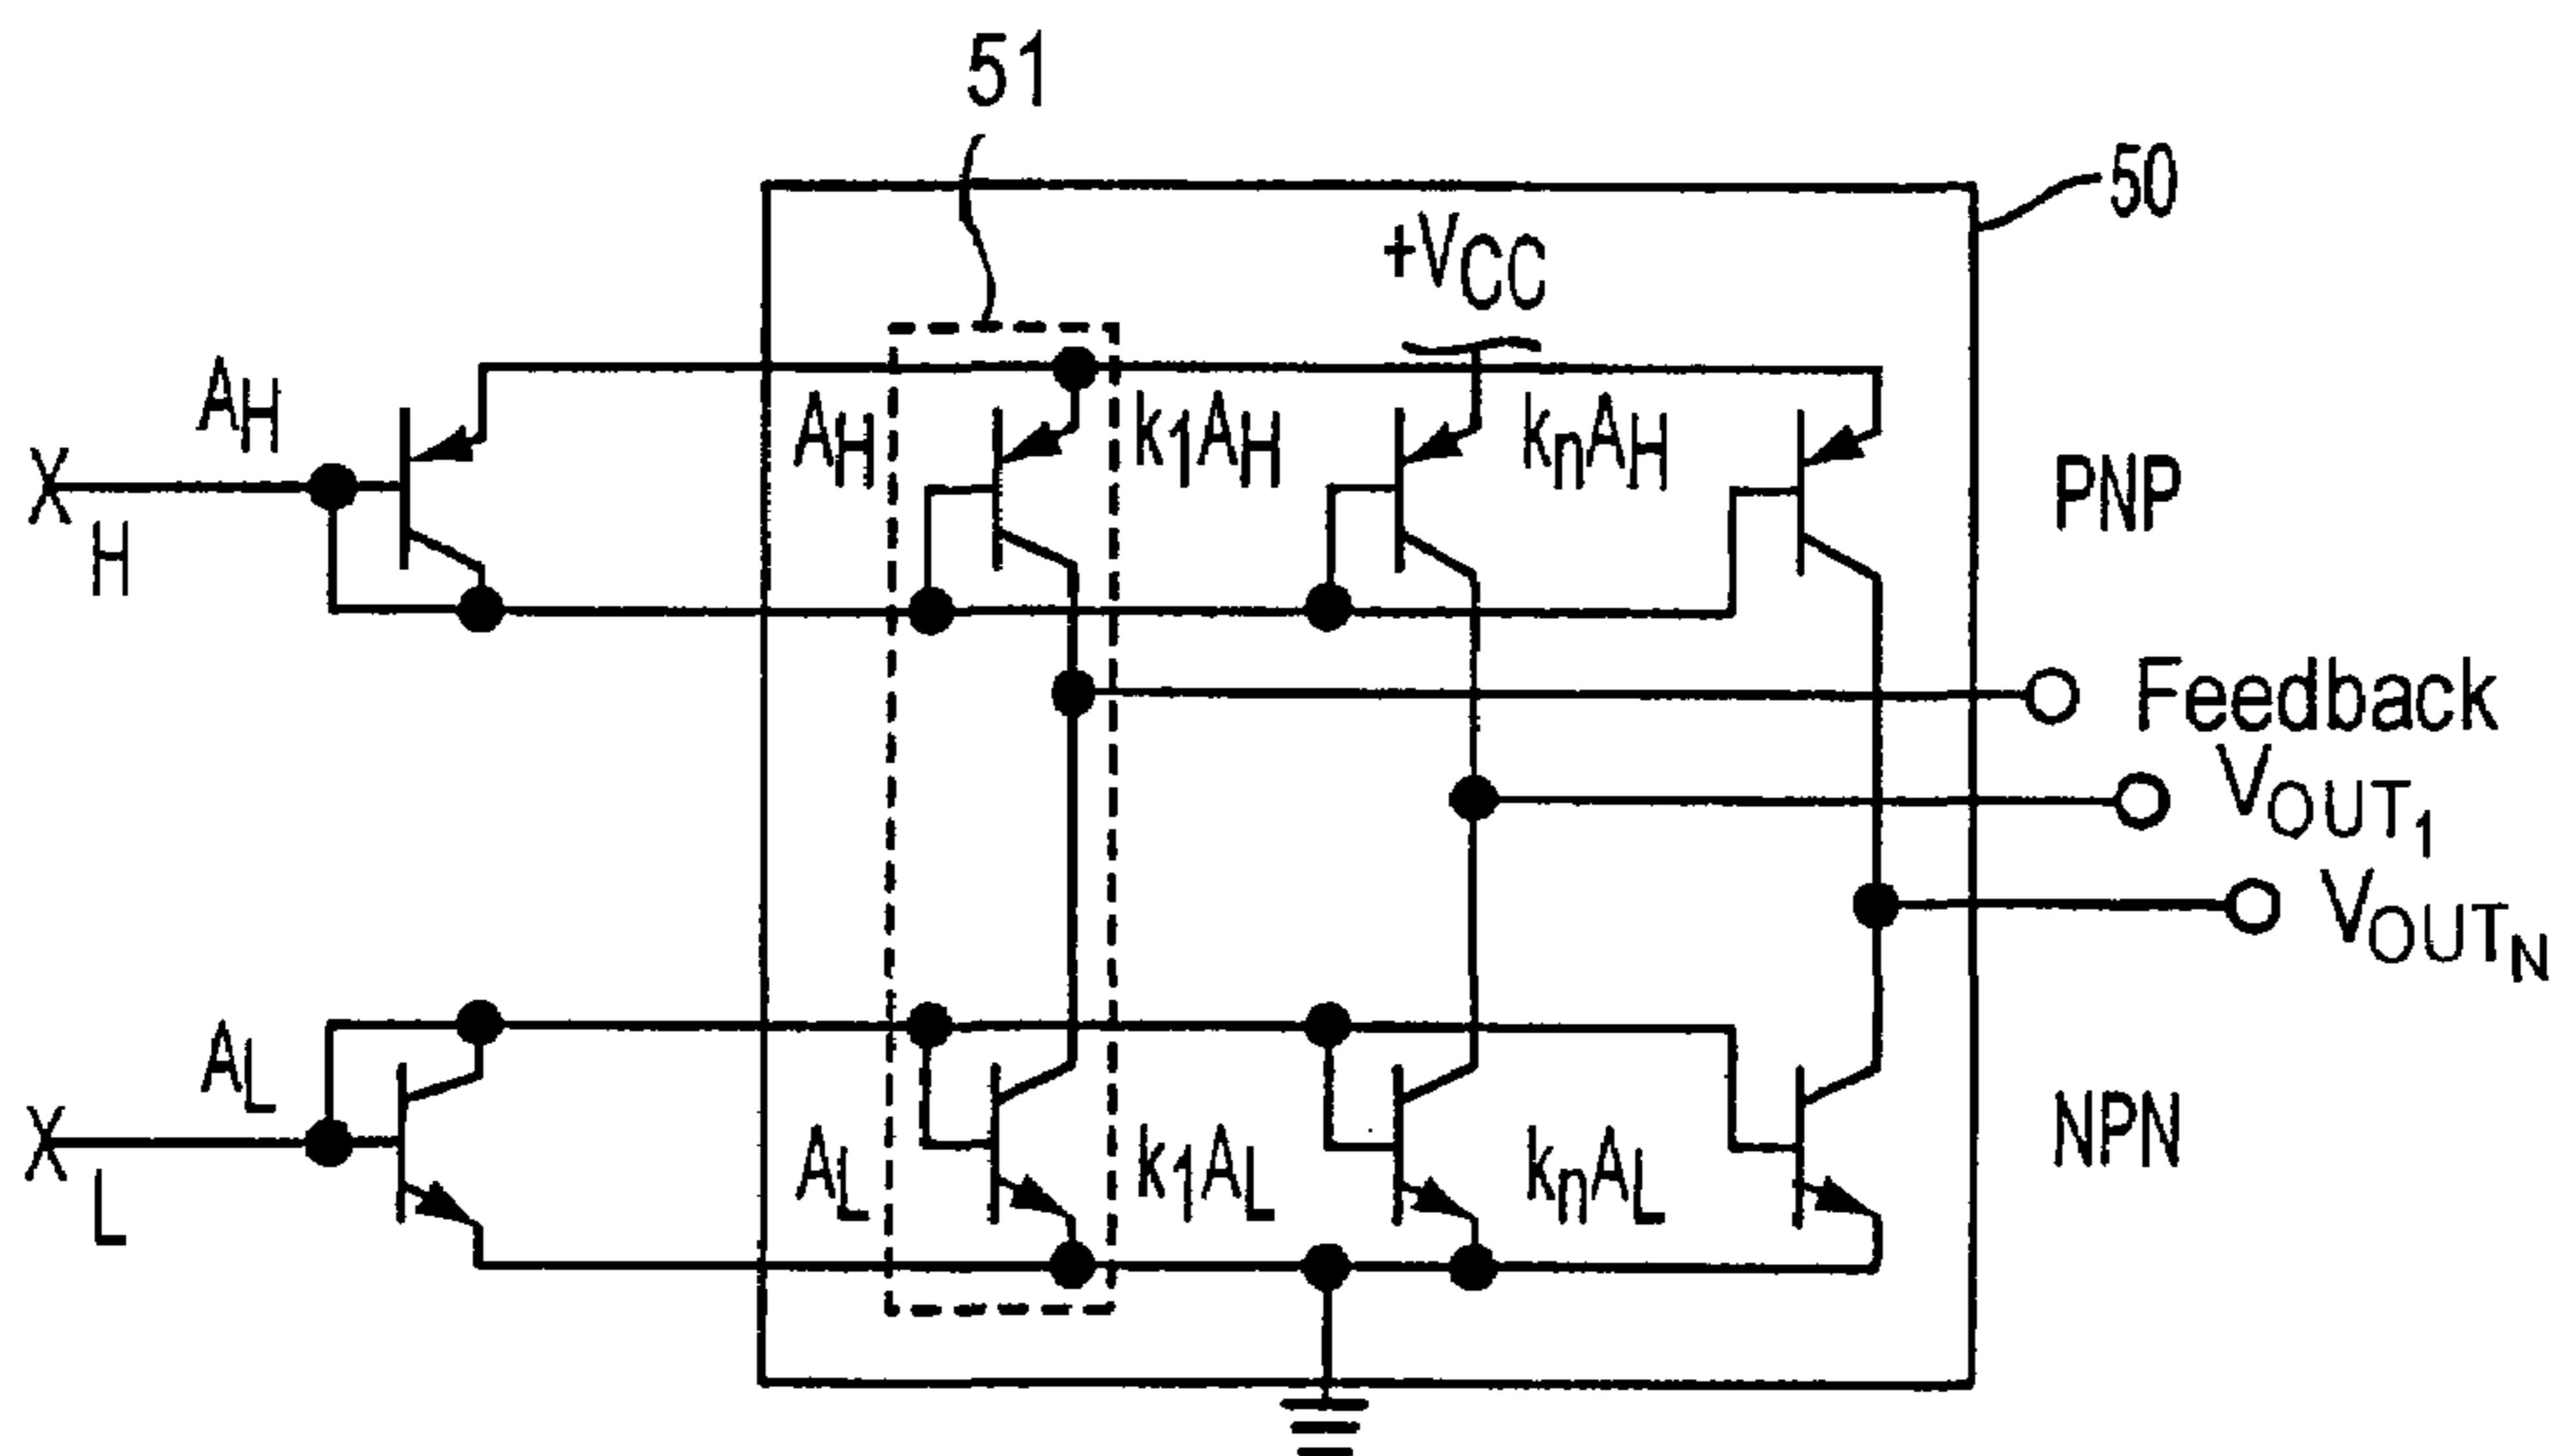 51
50
+VCC
AH
AH
k1AH
knAH
XH
PNP
Feedback
VOUT1
VOUTN
AL
AL
k1AL
knAL
XL
NPN